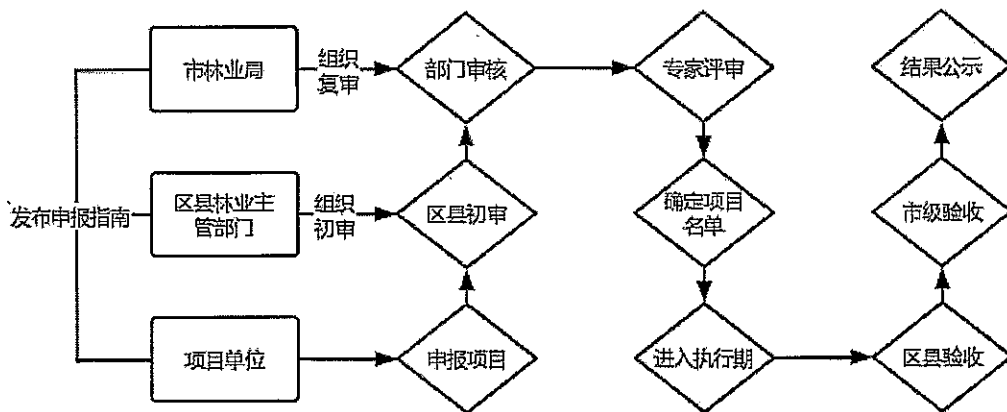 市林业局
组织
复审
部门审核
专家评审
结果公示
发布申报指南
区县林业主
管部门
组织
初审
区县初审
确定项目
名单
市级验收
项目单位
申报项目
进入执行期
区县验收